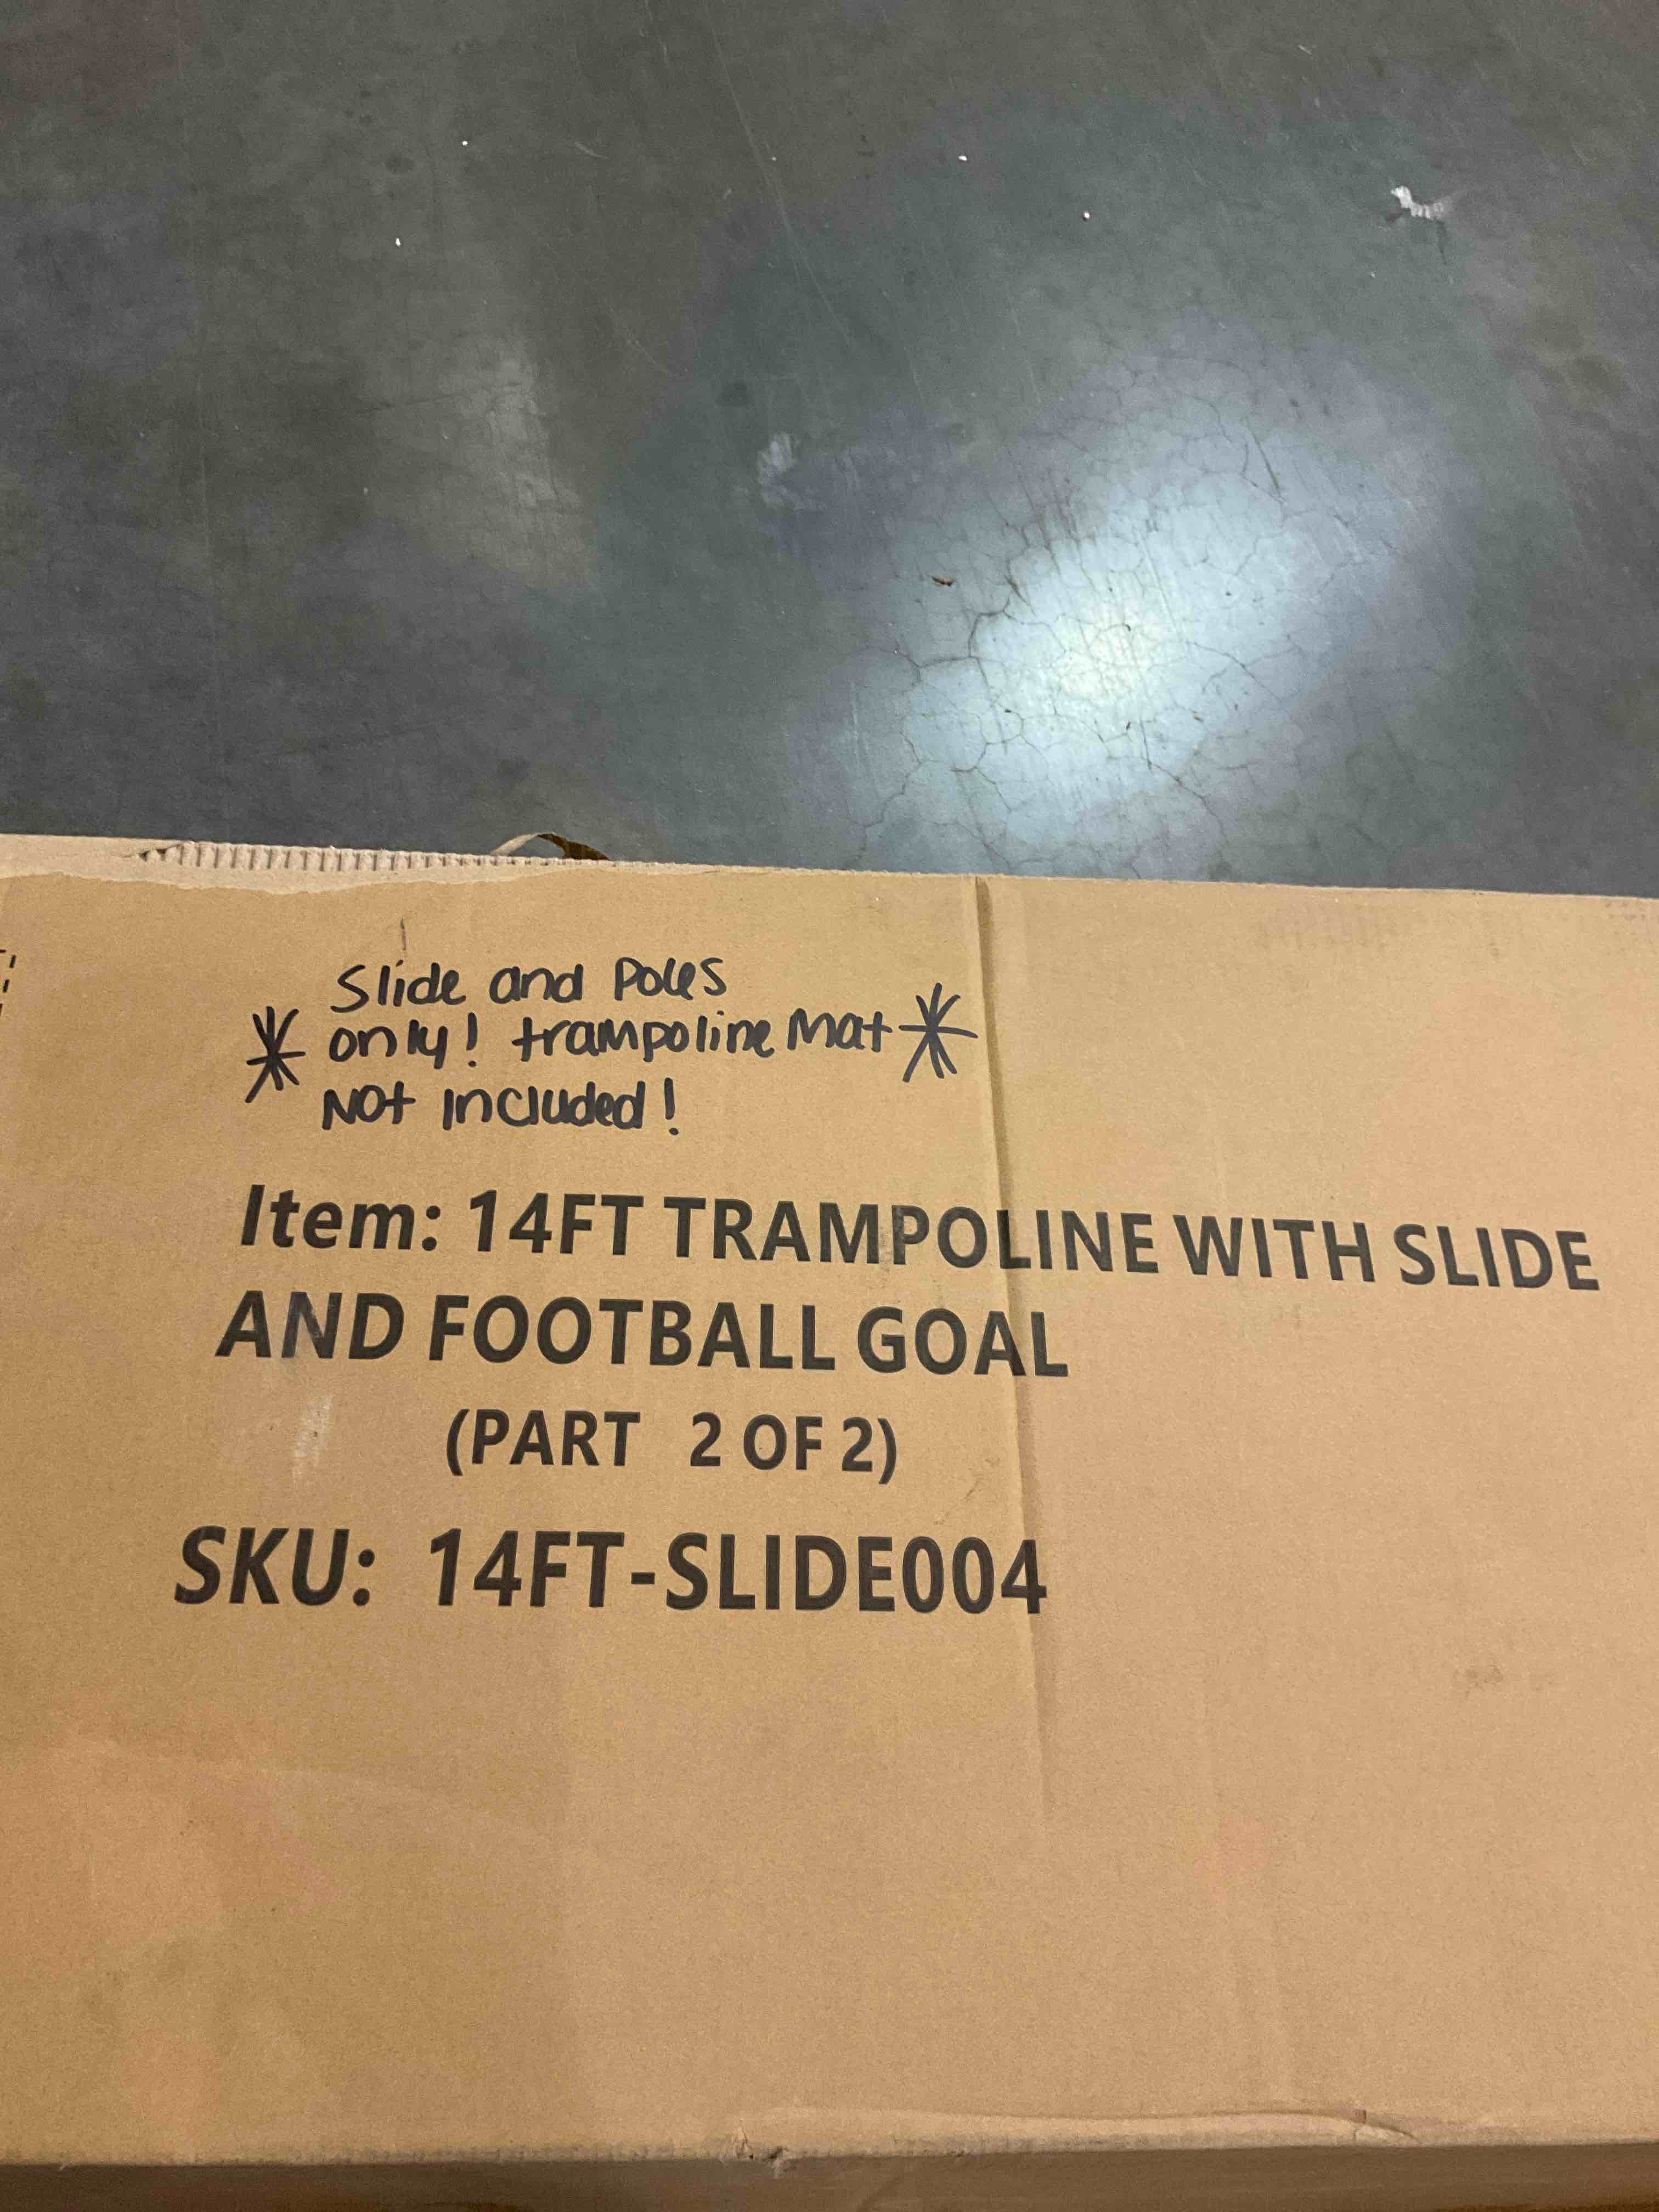 Slide and Poles
* only! trampoline Mat *
Not included!
Item: 14FT TRAMPOLINE WITH SLIDE
AND FOOTBALL GOAL
(PART 2 OF 2)
SKU: 14FT-SLIDE004